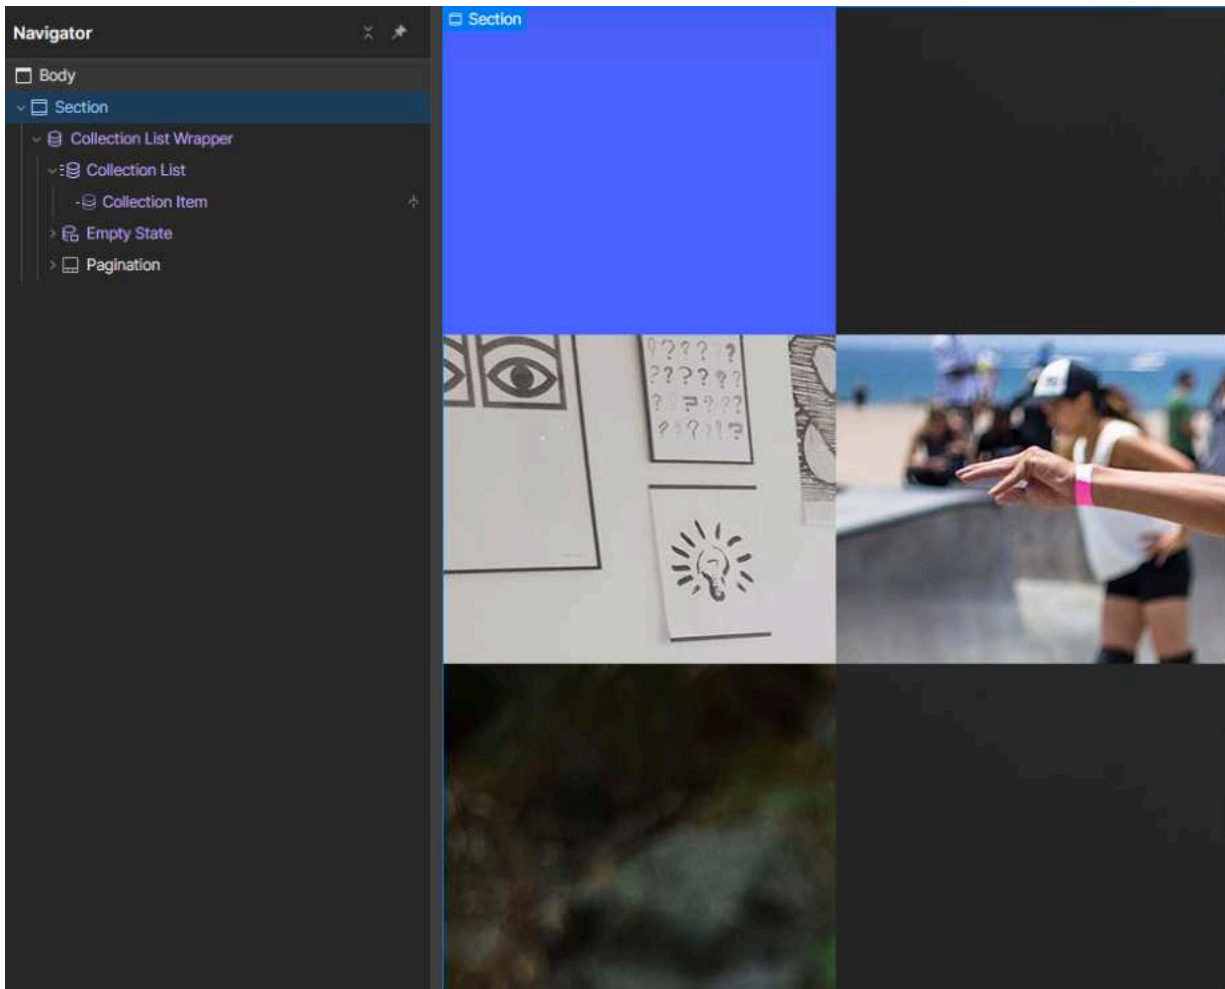 Navigator
Body
Section
Collection List Wrapper
Collection List
Collection Item
Empty State
Pagination
Section
? ? ? ? ?
? ? ? ? ? ?
? ? ? ? ? ?
? ? ? ? ? ?